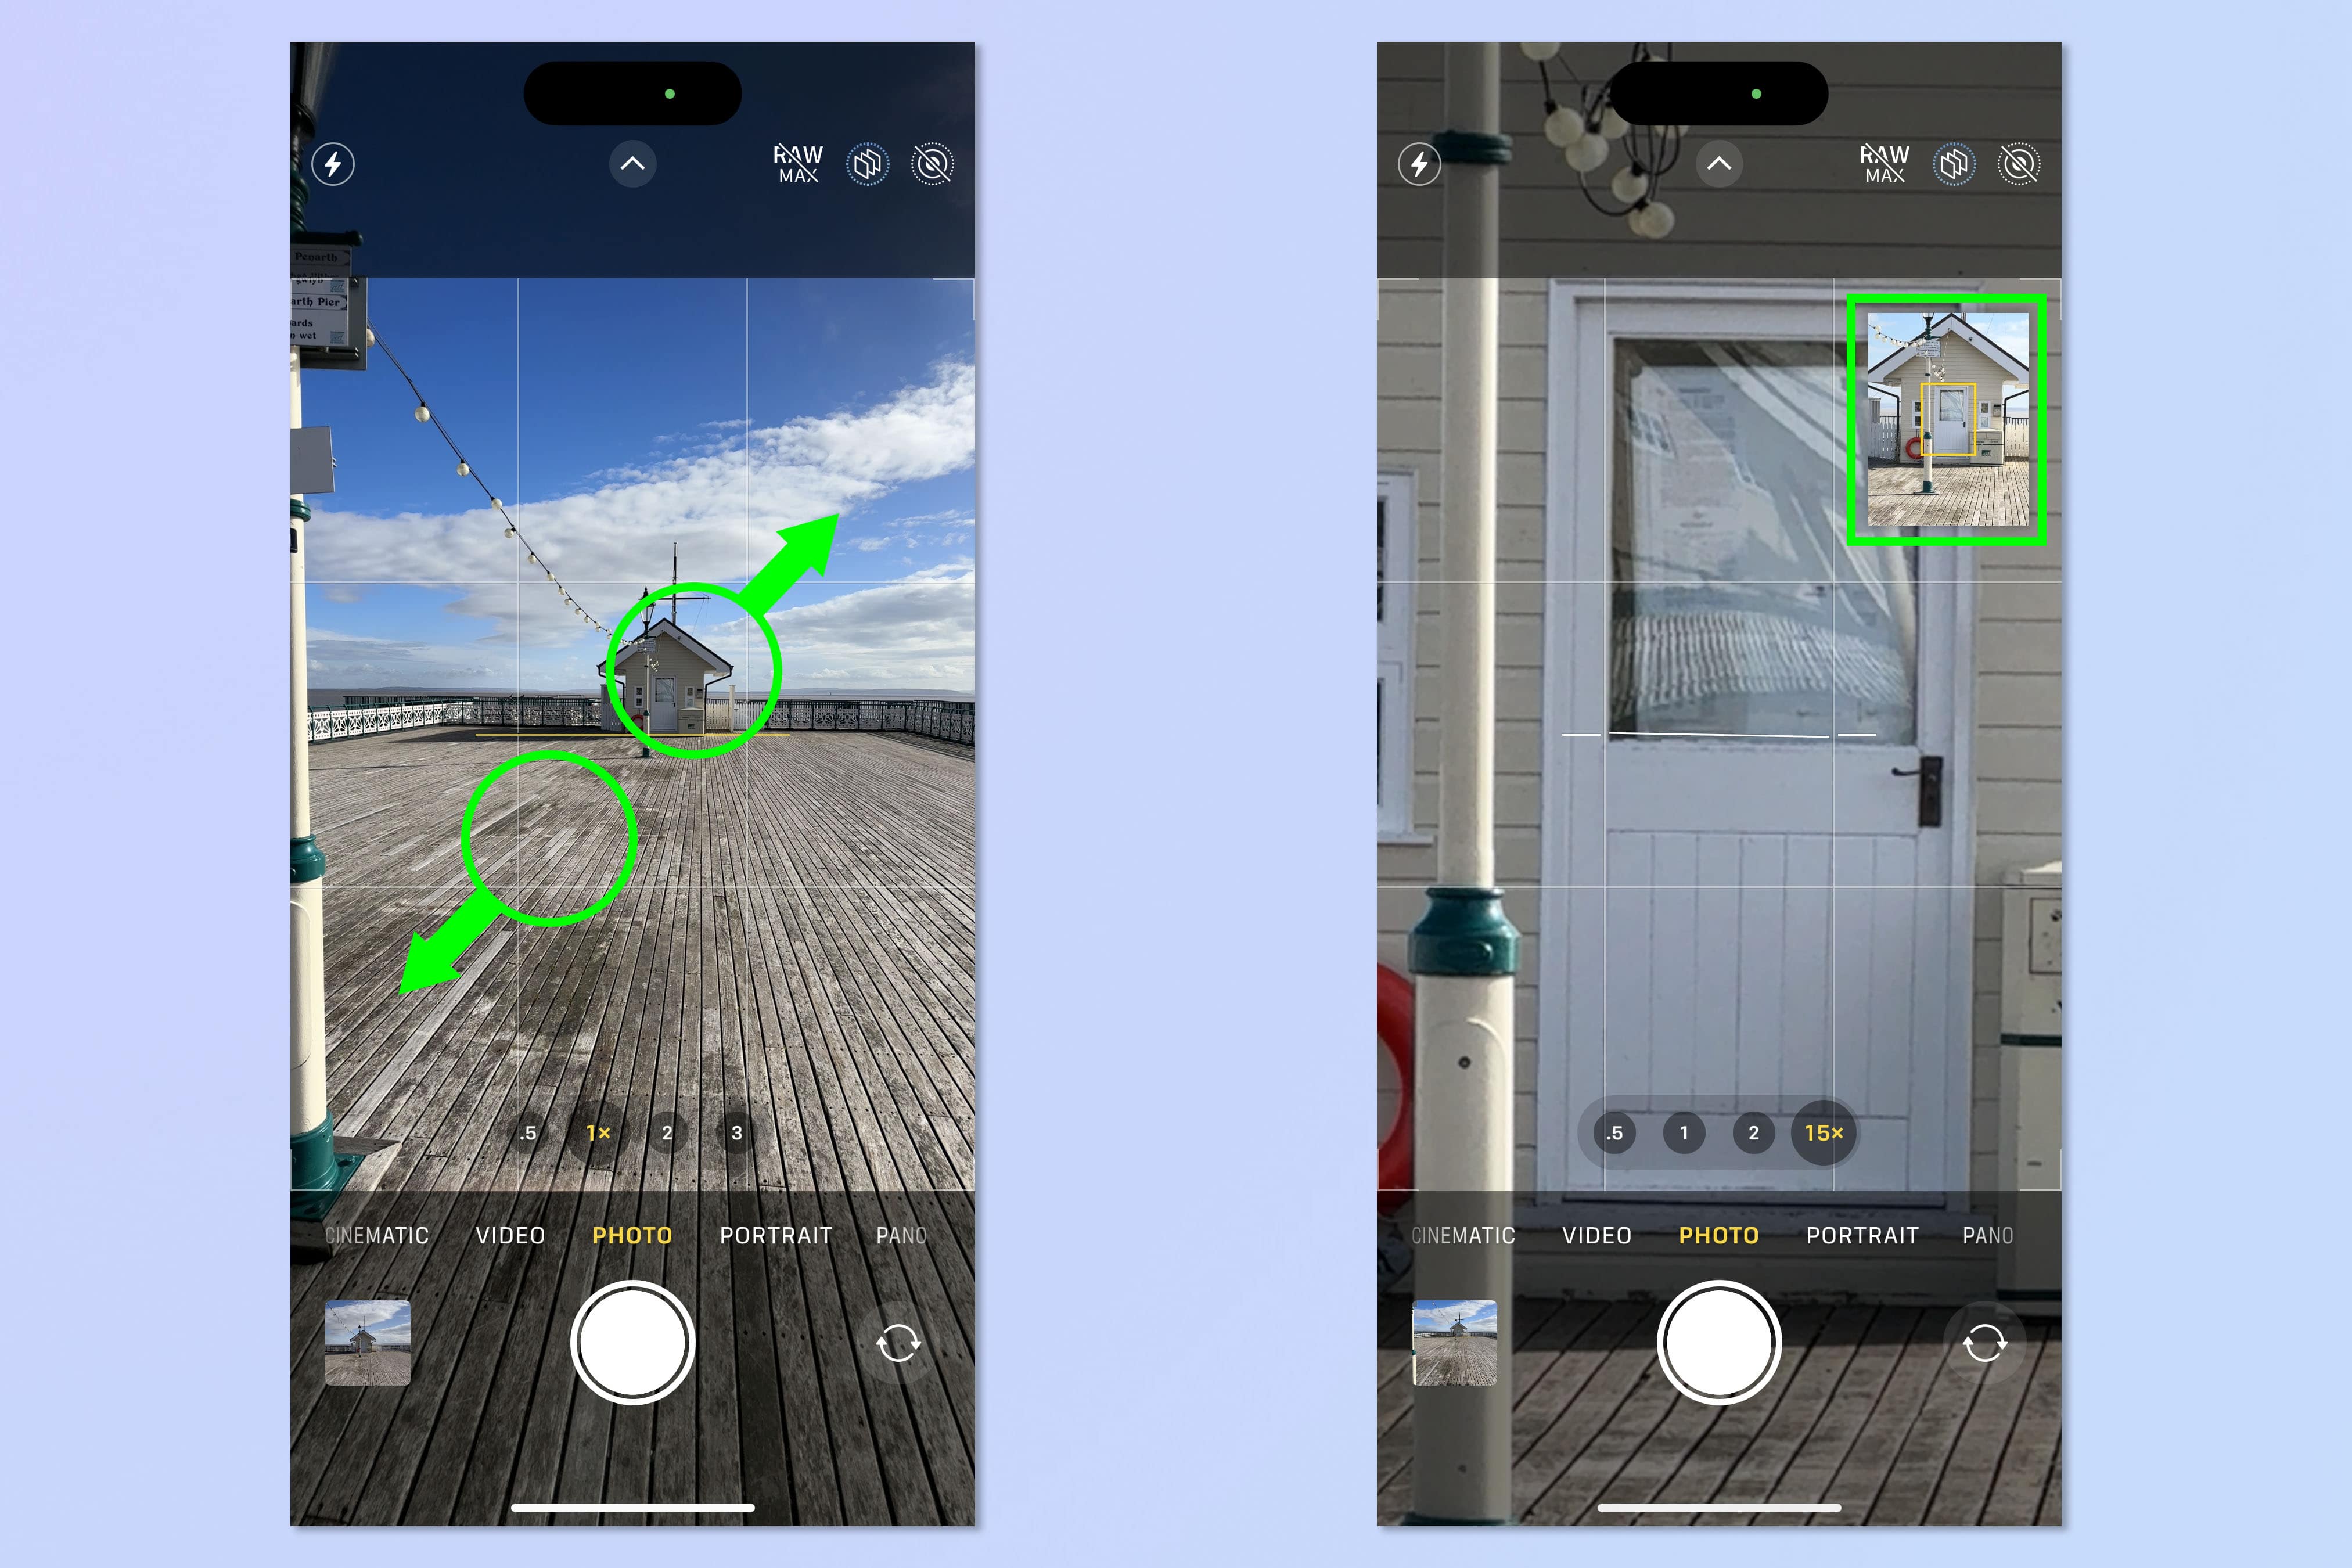 RAW
MAX
Penarth
arth Pier
ards
o wet
.5 1× 2 3
CINEMATIC VIDEO PHOTO PORTRAIT PANO
RAW
MAX
.5 1 2 15×
CINEMATIC VIDEO PHOTO PORTRAIT PANO